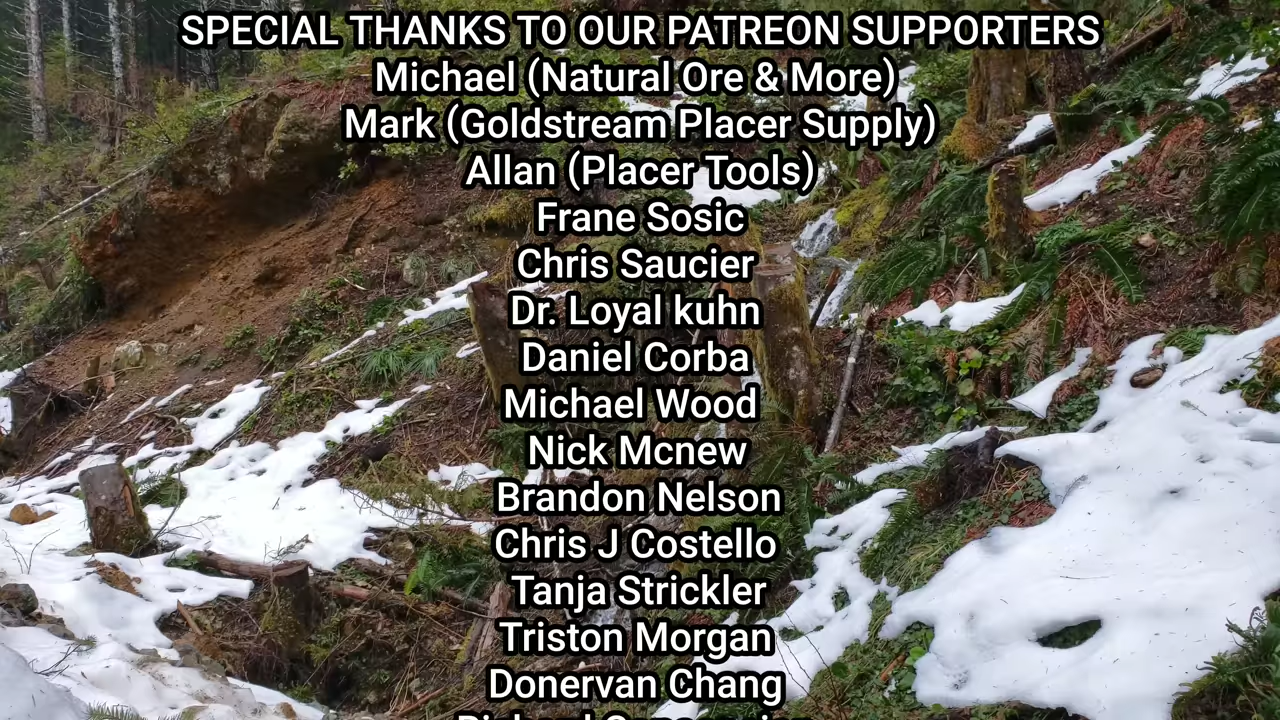 SPECIAL THANKS TO OUR PATREON SUPPORTERS
Michael (Natural Ore & More)
Mark (Goldstream Placer Supply)
Allan (Placer Tools)
Frane Sosic
Chris Saucier
Dr. Loyal kuhn
Daniel Corba
Michael Wood
Nick Mcnew
Brandon Nelson
Chris J Costello
Tanja Strickler
Triston Morgan
Donervan Chang